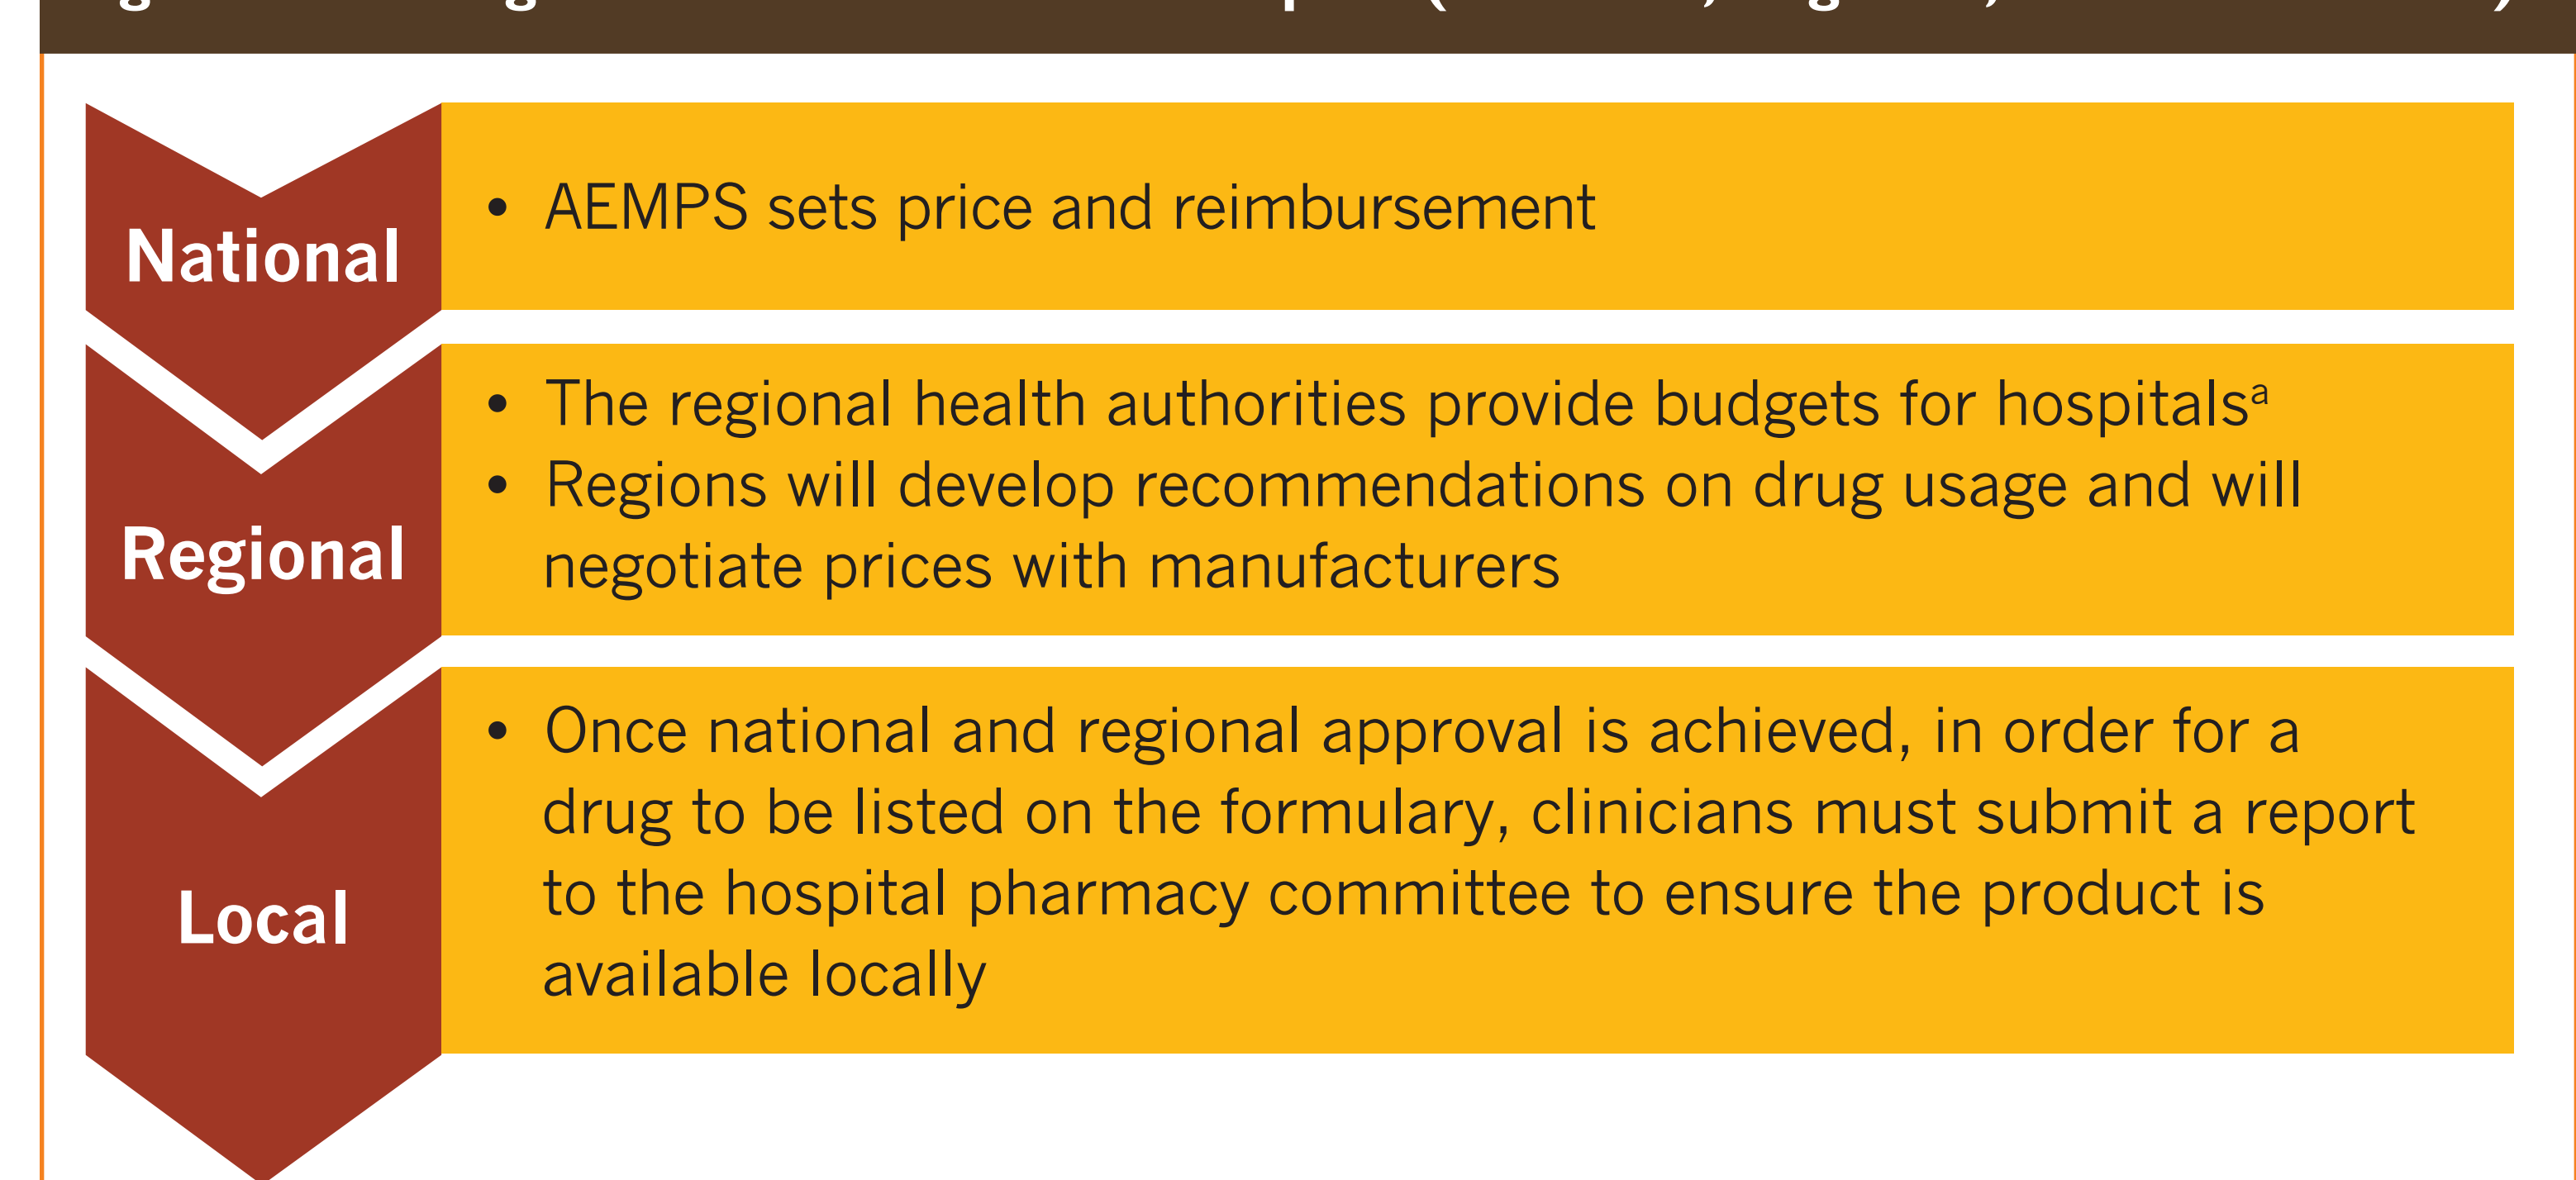 National
• AEMPS sets price and reimbursement
Regional
• The regional health authorities provide budgets for hospitalsª
• Regions will develop recommendations on drug usage and will
negotiate prices with manufacturers
Local
• Once national and regional approval is achieved, in order for a
drug to be listed on the formulary, clinicians must submit a report
to the hospital pharmacy committee to ensure the product is
available locally